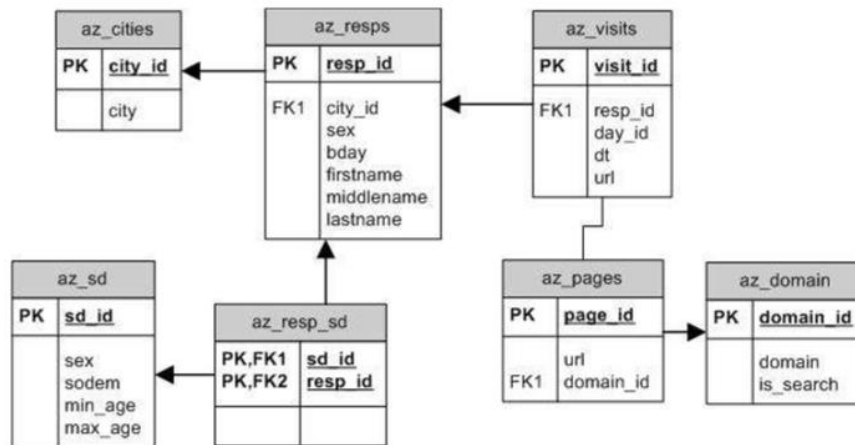 az_cities
PK city_id
city
az_resps
PK resp_id
FK1 city_id
sex
bday
firstname
middlename
lastname
az_visits
PK visit_id
FK1 resp_id
day_id
dt
url
az_sd
PK sd_id
sex
sodem
min_age
max_age
az_resp_sd
PK,FK1 sd_id
PK,FK2 resp_id
az_pages
PK page_id
url
FK1 domain_id
az_domain
PK domain_id
domain
is_search